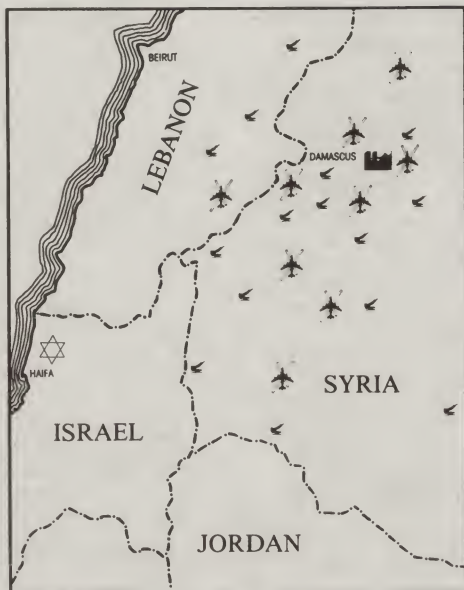 BEIRUT
LEBANON
DAMASCUS
HAIFA
SYRIA
ISRAEL
JORDAN